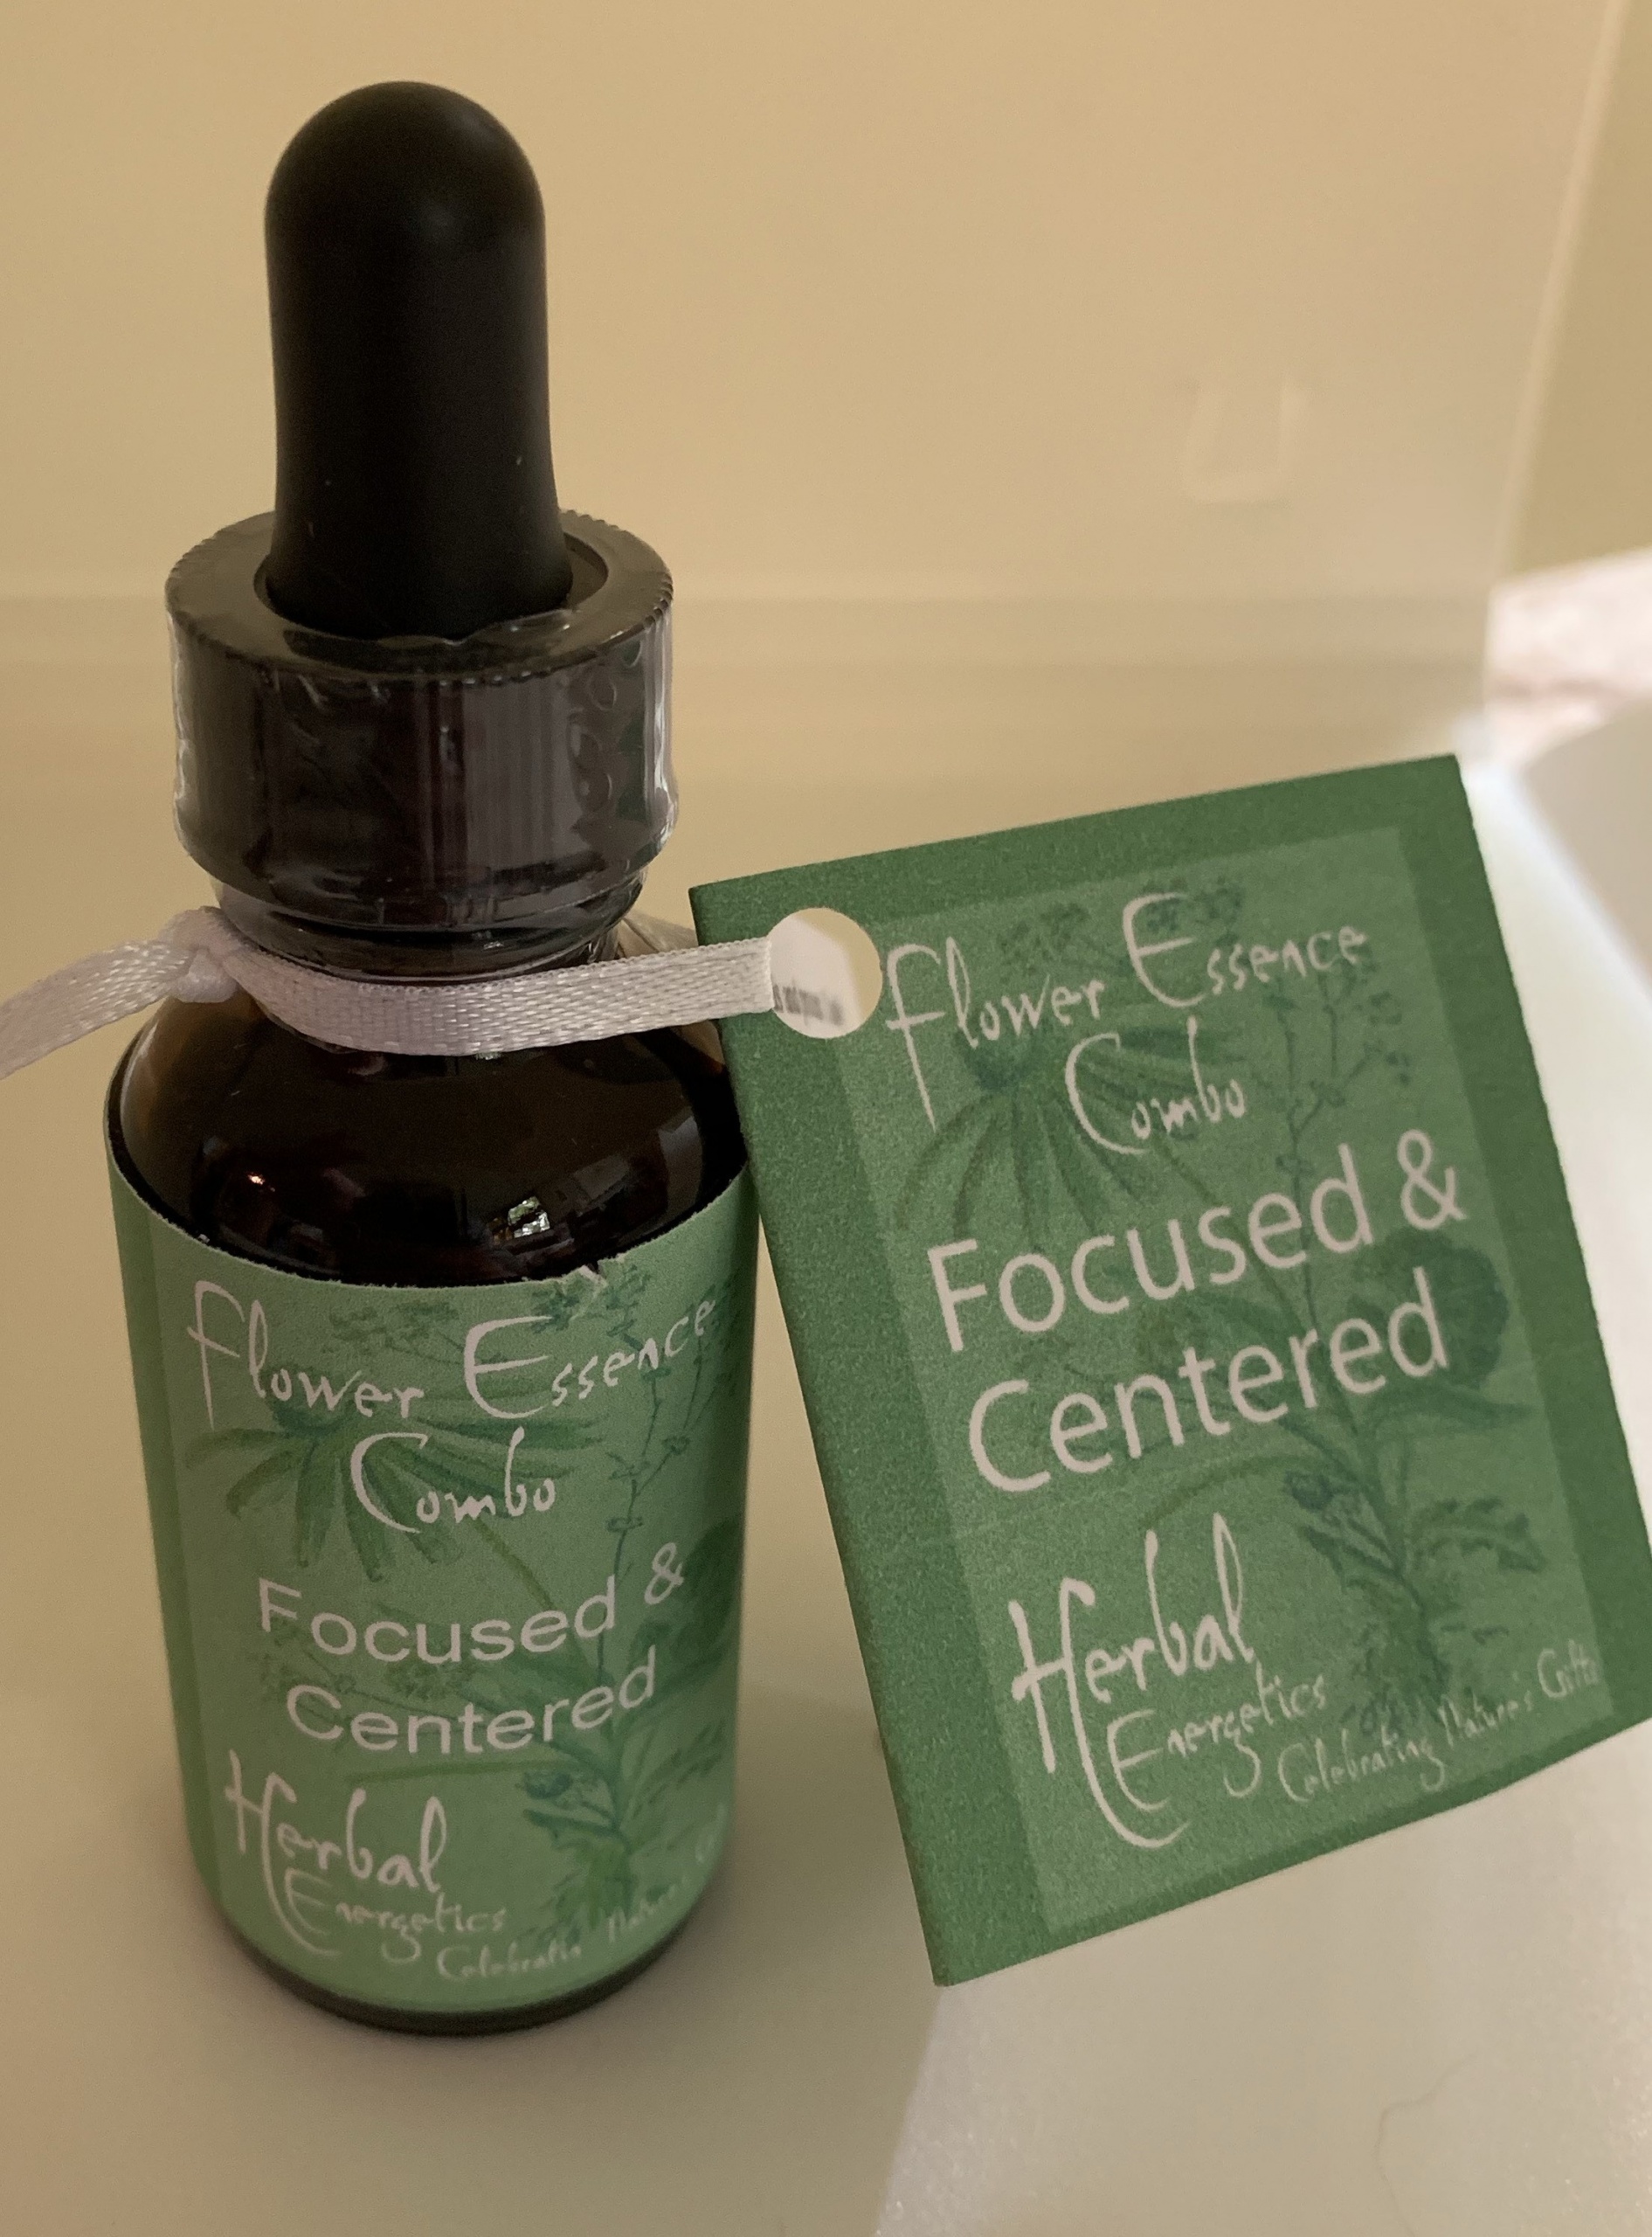 Flower Essence
Combo
Focused &
Centered
Herbal
Energetics
Flower Essence
Combo
Focused &
Centered
Herbal
Energetics
Celebrating Nature's Gifts